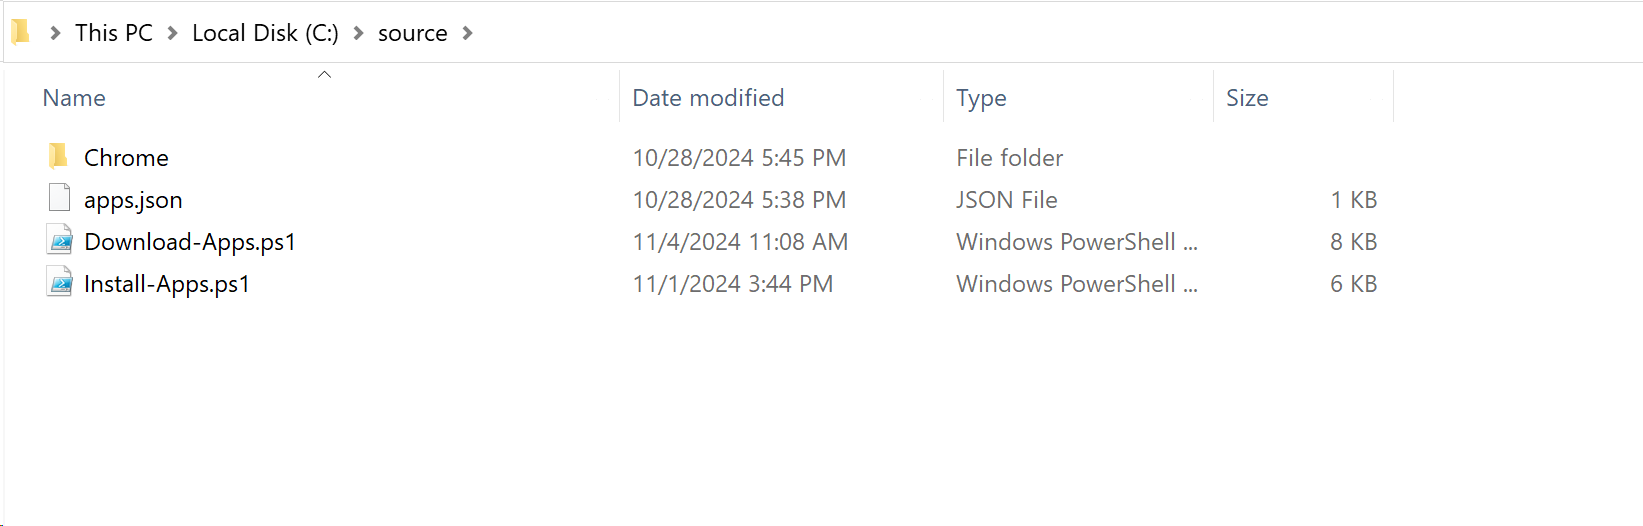 This PC > Local Disk (C:) > source >
Name Date modified Type Size
Chrome 10/28/2024 5:45 PM File folder
apps.json 10/28/2024 5:38 PM JSON File 1 KB
Download-Apps.ps1 11/4/2024 11:08 AM Windows PowerShell ... 8 KB
Install-Apps.ps1 11/1/2024 3:44 PM Windows PowerShell ... 6 KB